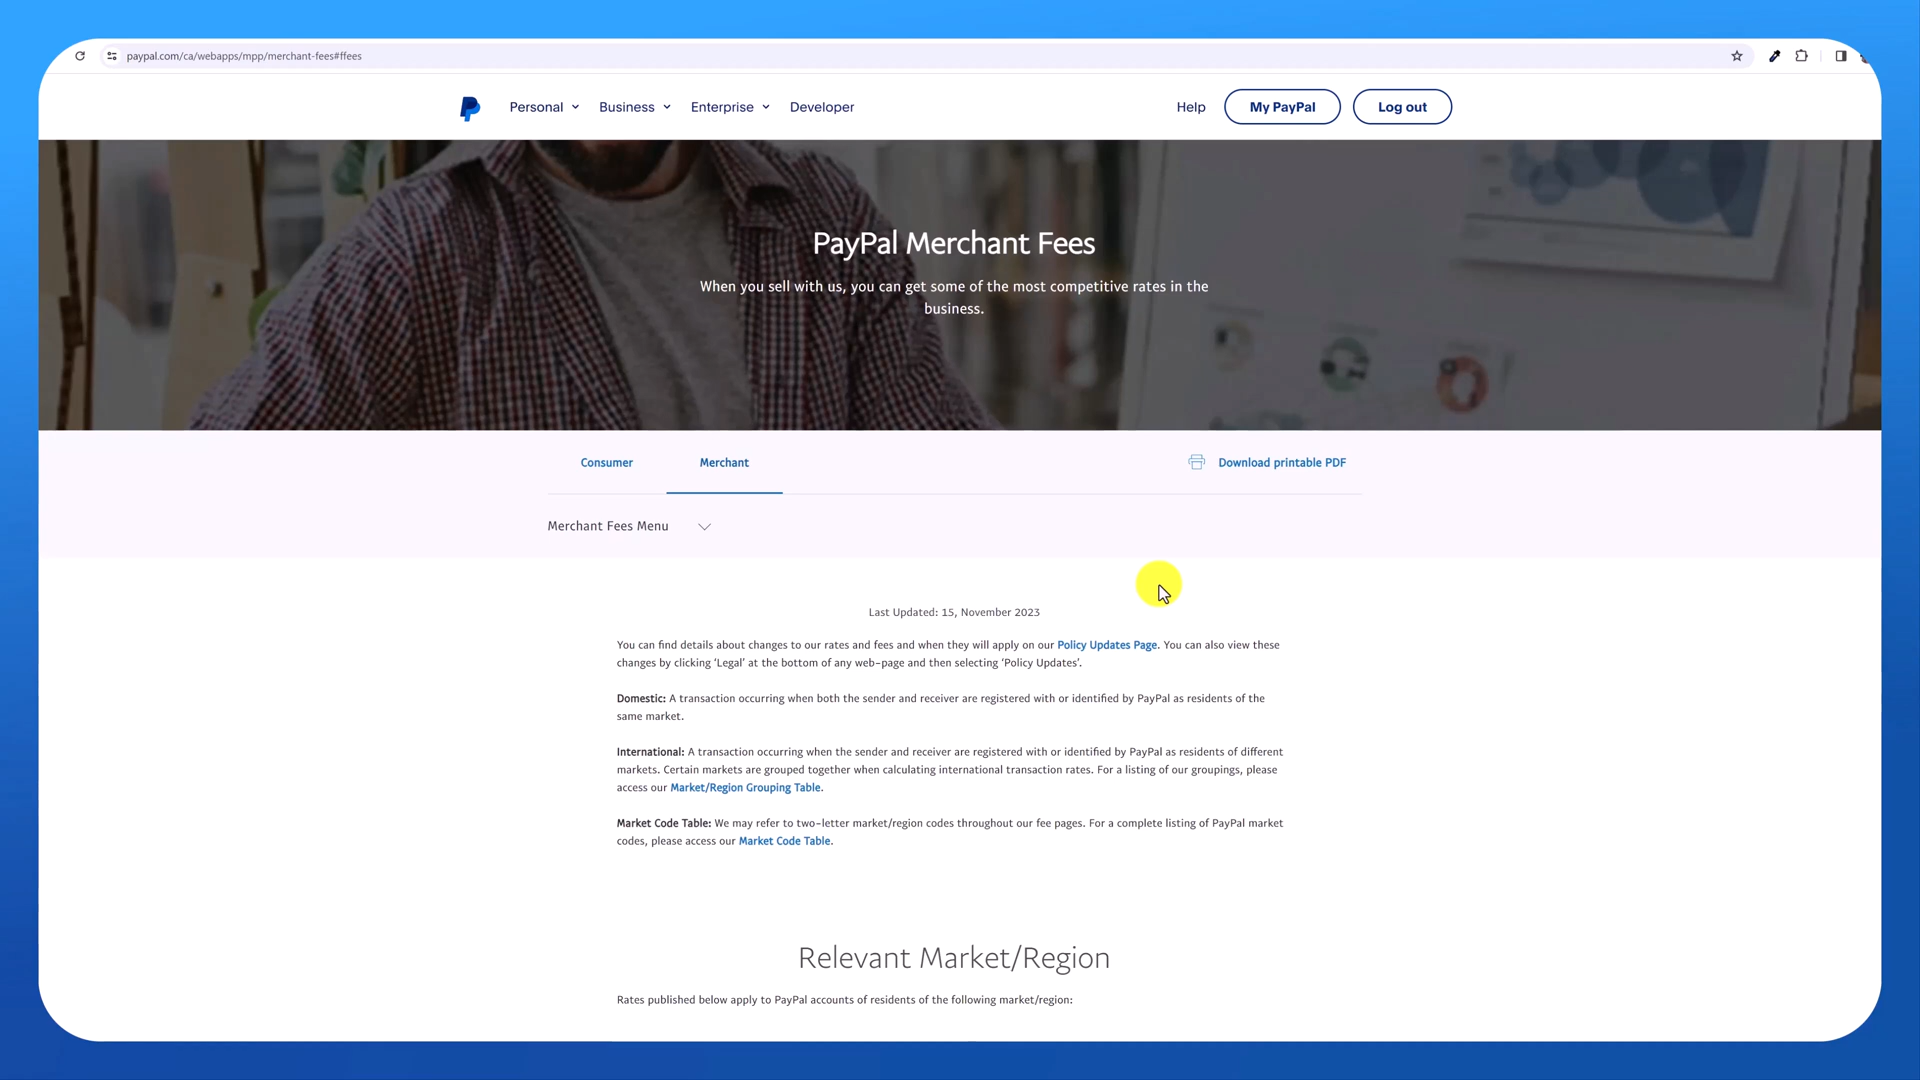 paypal.com/ca/webapps/mpp/merchant-fees#ffees
Personal Business Enterprise Developer Help My PayPal Log out
PayPal Merchant Fees
When you sell with us, you can get some of the most competitive rates in the
business.
Consumer Merchant Download printable PDF
Merchant Fees Menu
Last Updated: 15, November 2023
You can find details about changes to our rates and fees and when they will apply on our Policy Updates Page. You can also view these
changes by clicking ‘Legal’ at the bottom of any web-page and then selecting ‘Policy Updates’.
Domestic: A transaction occurring when both the sender and receiver are registered with or identified by PayPal as residents of the
same market.
International: A transaction occurring when the sender and receiver are registered with or identified by PayPal as residents of different
markets. Certain markets are grouped together when calculating international transaction rates. For a listing of our groupings, please
access our Market/Region Grouping Table.
Market Code Table: We may refer to two-letter market/region codes throughout our fee pages. For a complete listing of PayPal market
codes, please access our Market Code Table.
Relevant Market/Region
Rates published below apply to PayPal accounts of residents of the following market/region: